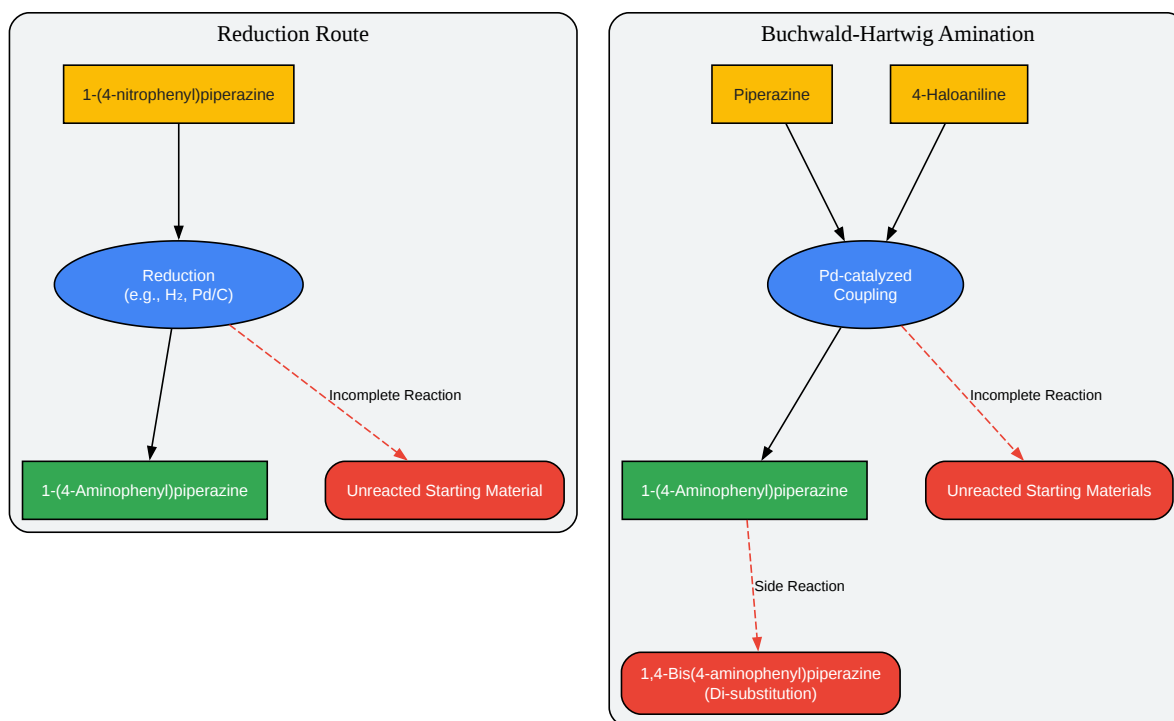 Reduction Route
1-(4-nitrophenyl)piperazine
Reduction
(e.g., H₂, Pd/C)
Incomplete Reaction
1-(4-Aminophenyl)piperazine
Unreacted Starting Material
Buchwald-Hartwig Amination
Piperazine
4-Haloaniline
Pd-catalyzed
Coupling
Incomplete Reaction
1-(4-Aminophenyl)piperazine
Unreacted Starting Materials
Side Reaction
1,4-Bis(4-aminophenyl)piperazine
(Di-substitution)